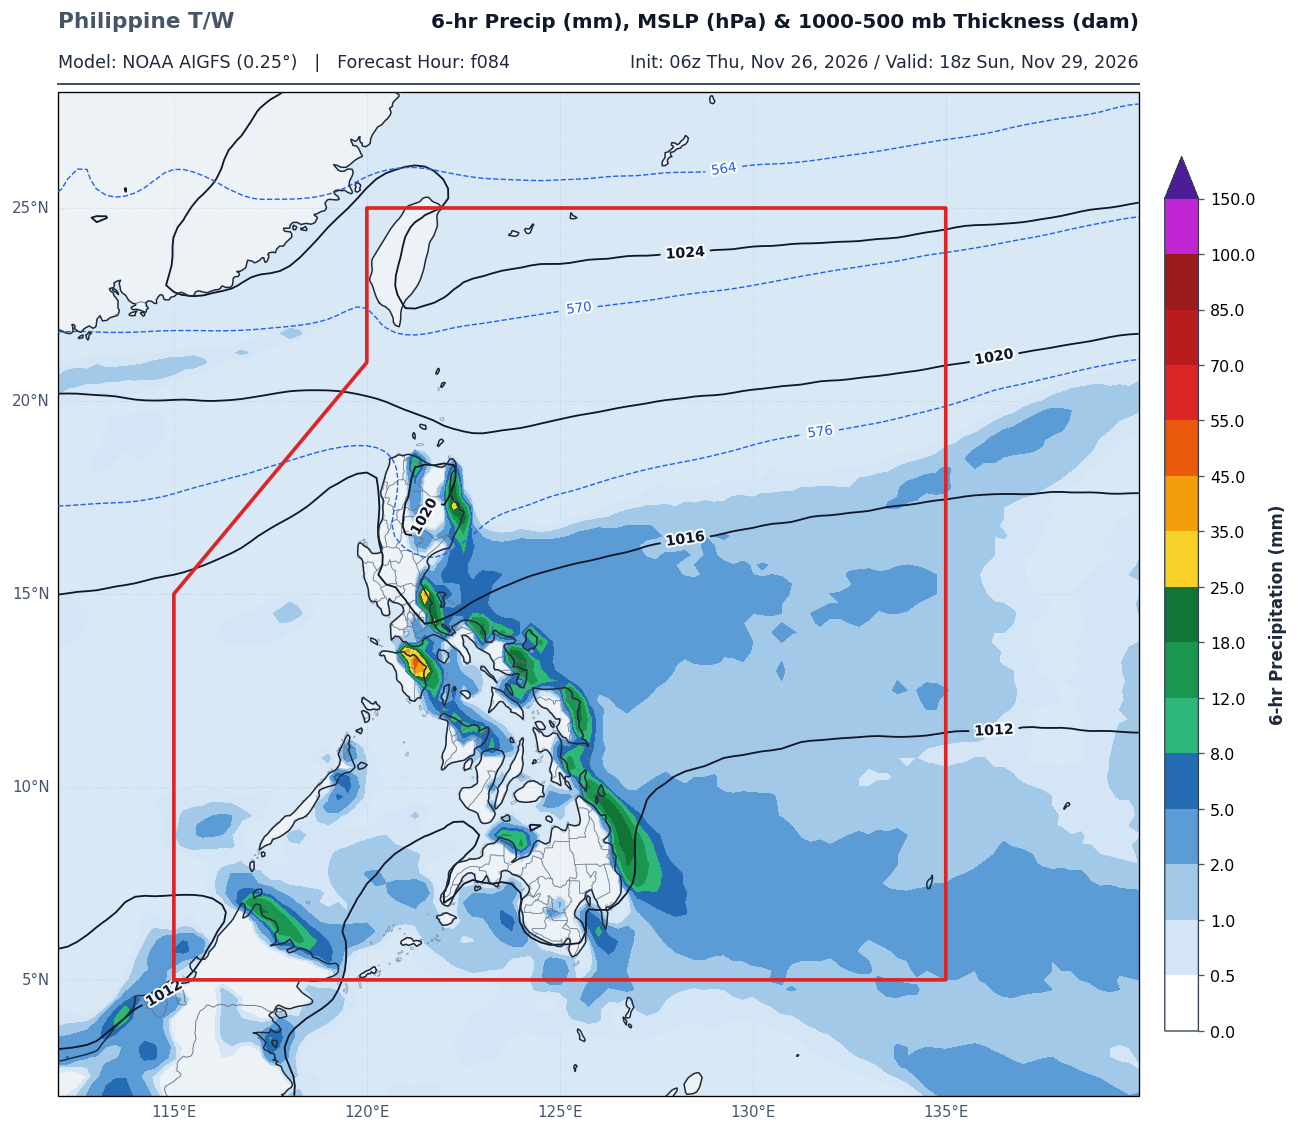 Philippine T/W
6-hr Precip (mm), MSLP (hPa) & 1000-500 mb Thickness (dam)
Model: NOAA AIGFS (0.25°) | Forecast Hour: f084
Init: 06z Thu, Nov 26, 2026 / Valid: 18z Sun, Nov 29, 2026
564
25°N
1024
570
1020
20°N
576
1020
1016
15°N
1012
10°N
5°N
1012
115°E
120°E
125°E
130°E
135°E
150.0
100.0
85.0
70.0
55.0
45.0
35.0
25.0
18.0
12.0
8.0
5.0
2.0
1.0
0.5
0.0
6-hr Precipitation (mm)